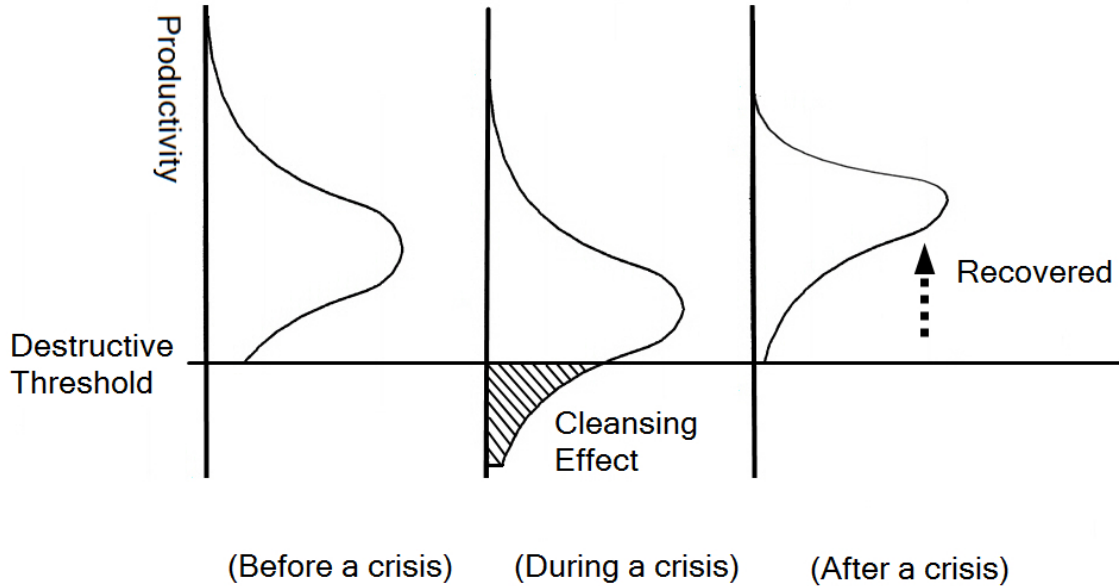 Productivity
Recovered
Destructive
Threshold
Cleansing
Effect
(Before a crisis)
(During a crisis)
(After a crisis)